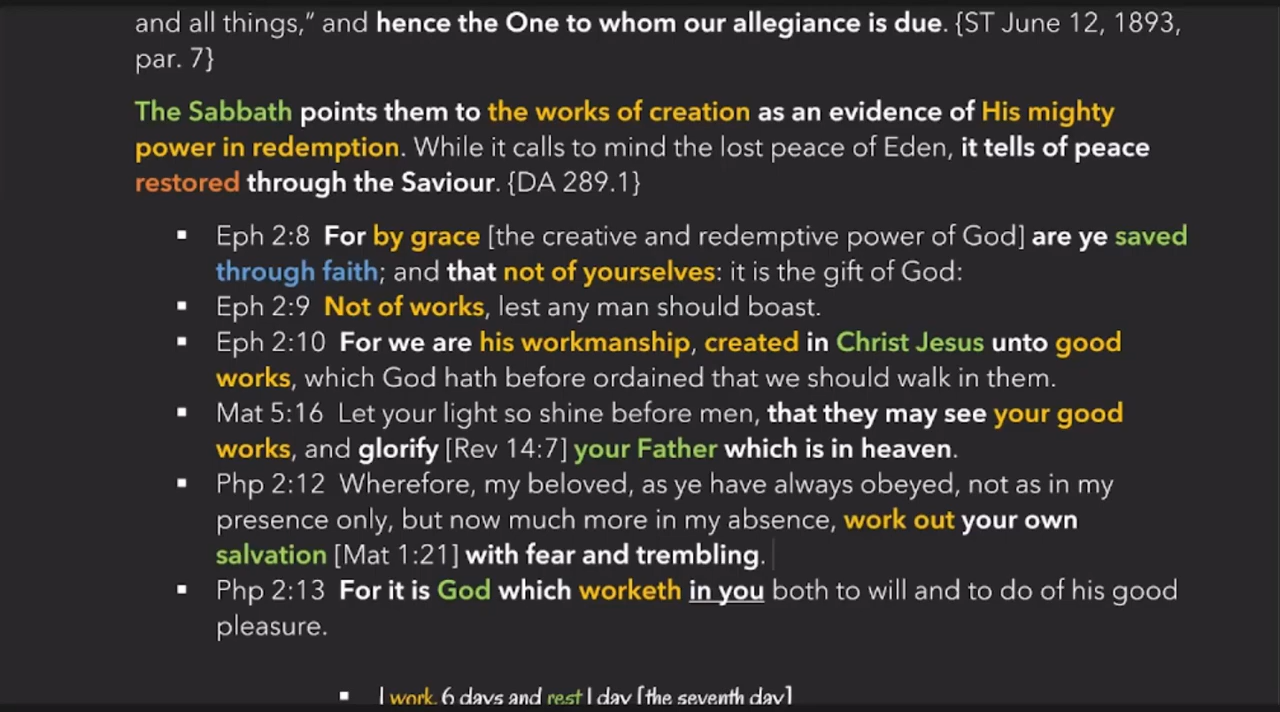 and all things,” and hence the One to whom our allegiance is due. {ST June 12, 1893,
par. 7}
The Sabbath points them to the works of creation as an evidence of His mighty
power in redemption. While it calls to mind the lost peace of Eden, it tells of peace
restored through the Saviour. {DA 289.1}
▪ Eph 2:8 For by grace [the creative and redemptive power of God] are ye saved
through faith; and that not of yourselves: it is the gift of God:
▪ Eph 2:9 Not of works, lest any man should boast.
▪ Eph 2:10 For we are his workmanship, created in Christ Jesus unto good
works, which God hath before ordained that we should walk in them.
▪ Mat 5:16 Let your light so shine before men, that they may see your good
works, and glorify [Rev 14:7] your Father which is in heaven.
▪ Php 2:12 Wherefore, my beloved, as ye have always obeyed, not as in my
presence only, but now much more in my absence, work out your own
salvation [Mat 1:21] with fear and trembling.
▪ Php 2:13 For it is God which worketh in you both to will and to do of his good
pleasure.
▪ I work 6 days and rest 1 day [the seventh day]